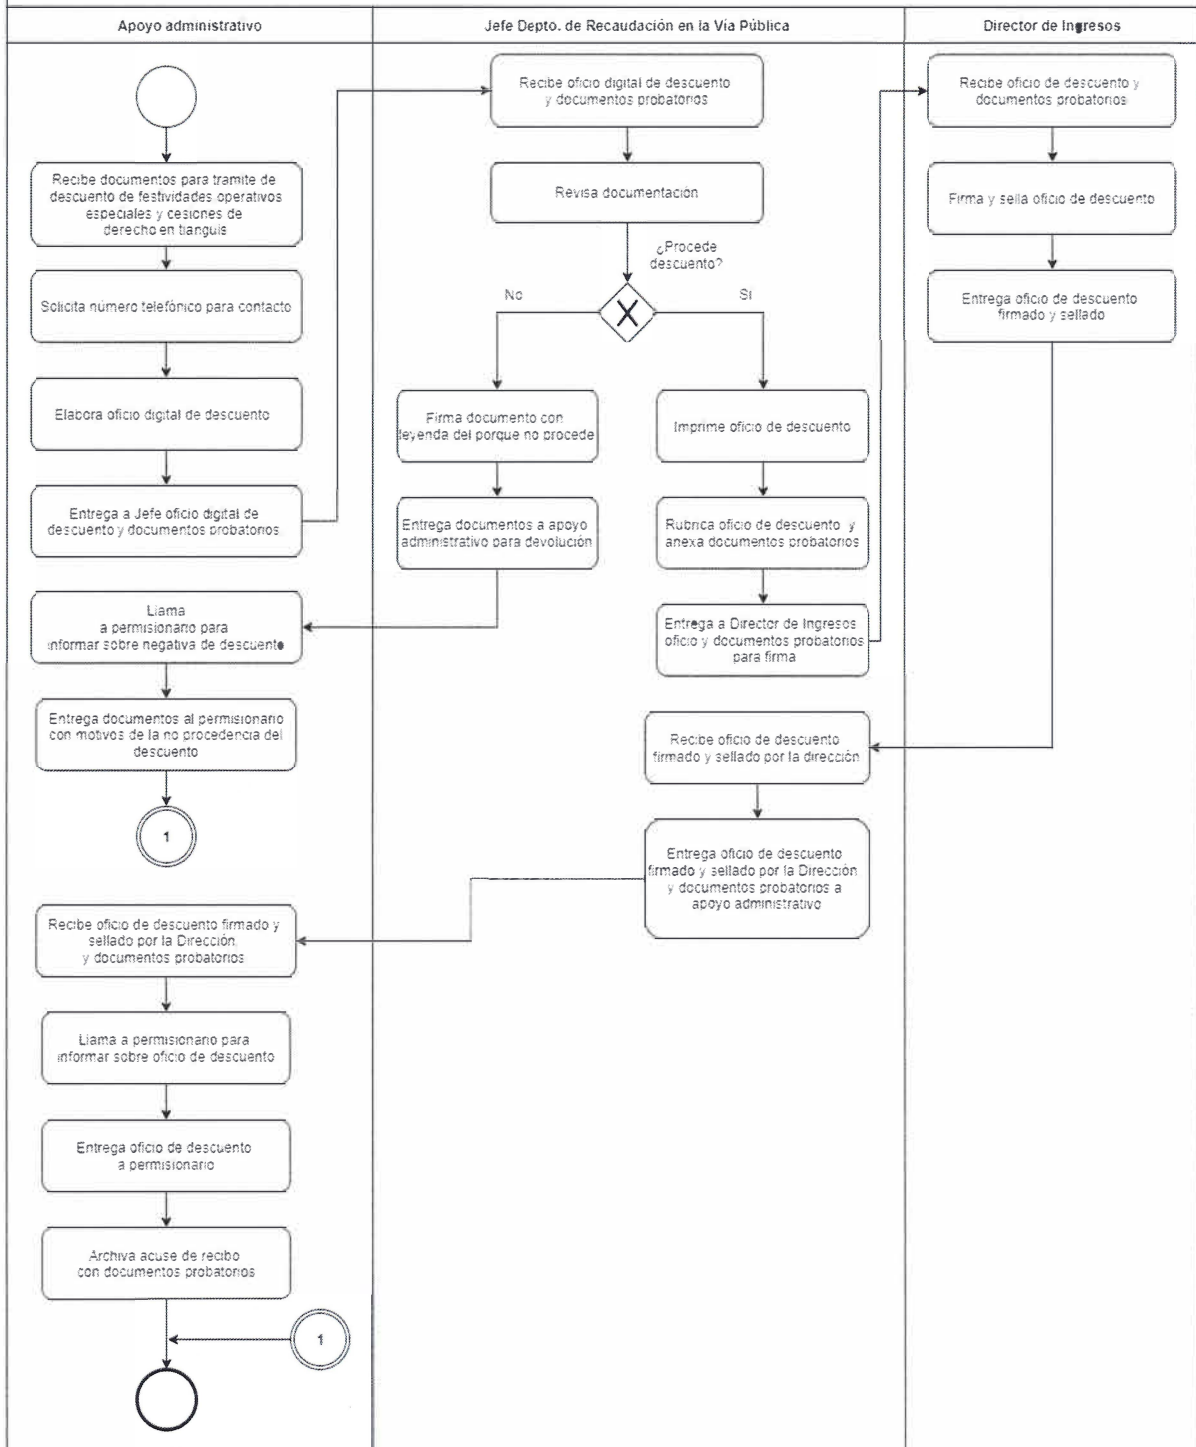 Apoyo administrativo
Jefe Depto. de Recaudación en la Vía Pública
Director de Ingresos
Recibe documentos para tramite de
descuento de festividades operativos
especiales y cesiones de
derecho en tianguis
Solicita número telefónico para contacto
Elabora oficio digital de descuento
Entrega a Jefe oficio digital de
descuento y documentos probatorios.
Llama
a permisionario para
informar sobre negativa de descuento
Entrega documentos al permisionario
con motivos de la no procedencia del
descuento
1
Recibe oficio de descuento firmado y
sellado por la Dirección
y documentos probatorios
Llama a permisionario para
informar sobre oficio de descuento
Entrega oficio de descuento
a permisionario
Archiva acuse de recibo
con documentos probatorios
1
Recibe oficio digital de descuento
y documentos probatorios
Revisa documentación
¿Procede
descuento?
No
Si
Firma documento con
leyenda del porque no procede
Entrega documentos a apoyo
administrativo para devolución
Imprime oficio de descuento
Rubrica oficio de descuento y
anexa documentos probatorios
Entrega a Director de Ingresos
oficio y documentos probatorios
para firma
Recibe oficio de descuento
firmado y sellado por la dirección
Entrega oficio de descuento
firmado y sellado por la Dirección
y documentos probatorios a
apoyo administrativo
Recibe oficio de descuento y
documentos probatorios
Firma y sella oficio de descuento
Entrega oficio de descuento
firmado y sellado